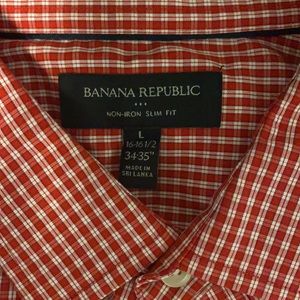 BANANA REPUBLIC
NON-IRON SLIM FIT
L
16-16 1/2
34-35"
MADE IN
SRI LANKA